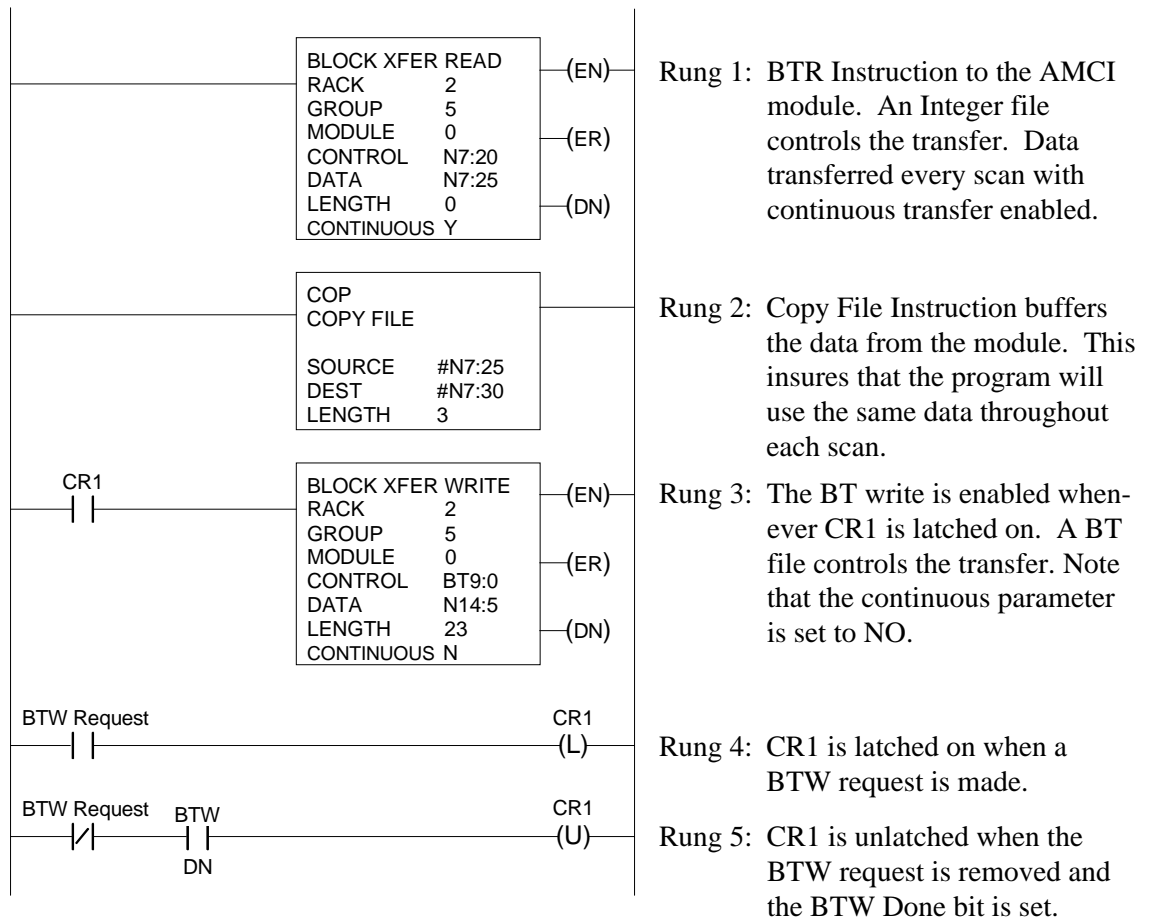 BLOCK XFER READ
RACK 2
GROUP 5
MODULE 0
CONTROL N7:20
DATA N7:25
LENGTH 0
CONTINUOUS Y
(EN)
(ER)
(DN)
Rung 1: BTR Instruction to the AMCI
module. An Integer file
controls the transfer. Data
transferred every scan with
continuous transfer enabled.
COP
COPY FILE
SOURCE #N7:25
DEST #N7:30
LENGTH 3
Rung 2: Copy File Instruction buffers
the data from the module. This
insures that the program will
use the same data throughout
each scan.
CR1
BLOCK XFER WRITE
RACK 2
GROUP 5
MODULE 0
CONTROL BT9:0
DATA N14:5
LENGTH 23
CONTINUOUS N
(EN)
(ER)
(DN)
Rung 3: The BT write is enabled when-
ever CR1 is latched on. A BT
file controls the transfer. Note
that the continuous parameter
is set to NO.
BTW Request
CR1
(L)
Rung 4: CR1 is latched on when a
BTW request is made.
BTW Request
BTW
DN
CR1
(U)
Rung 5: CR1 is unlatched when the
BTW request is removed and
the BTW Done bit is set.